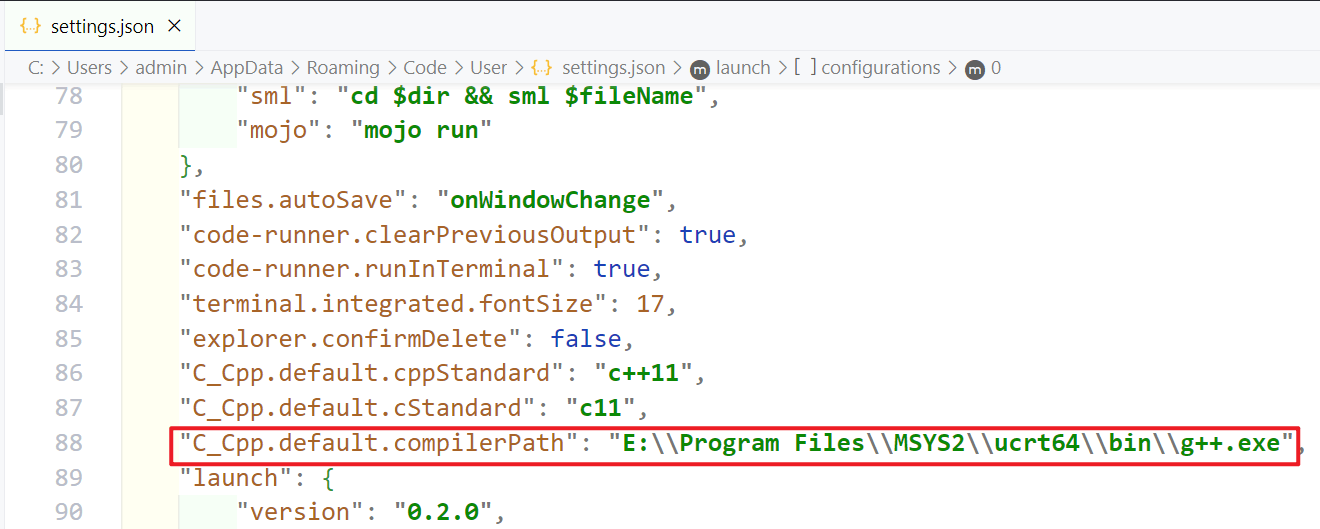 settings.json ×
C: > Users > admin > AppData > Roaming > Code > User > {..} settings.json > m launch > [ ] configurations > m 0
78 "sml": "cd $dir && sml $fileName",
79 "mojo": "mojo run"
80 },
81 "files.autoSave": "onWindowChange",
82 "code-runner.clearPreviousOutput": true,
83 "code-runner.runInTerminal": true,
84 "terminal.integrated.fontSize": 17,
85 "explorer.confirmDelete": false,
86 "C_Cpp.default.cppStandard": "c++11",
87 "C_Cpp.default.cStandard": "c11",
88 "C_Cpp.default.compilerPath": "E:\\Program Files\\MSYS2\\ucrt64\\bin\\g++.exe",
89 "launch": {
90 "version": "0.2.0",